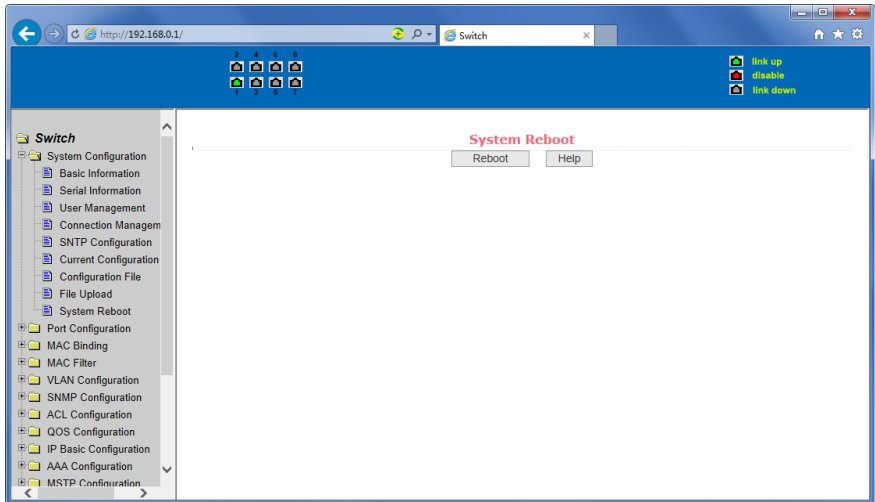 http://192.168.0.1/
Switch
2 4 6 8
1 3 5 7
link up
disable
link down
Switch
System Configuration
Basic Information
Serial Information
User Management
Connection Managem
SNTP Configuration
Current Configuration
Configuration File
File Upload
System Reboot
Port Configuration
MAC Binding
MAC Filter
VLAN Configuration
SNMP Configuration
ACL Configuration
QOS Configuration
IP Basic Configuration
AAA Configuration
MSTP Configuration
System Reboot
Reboot Help